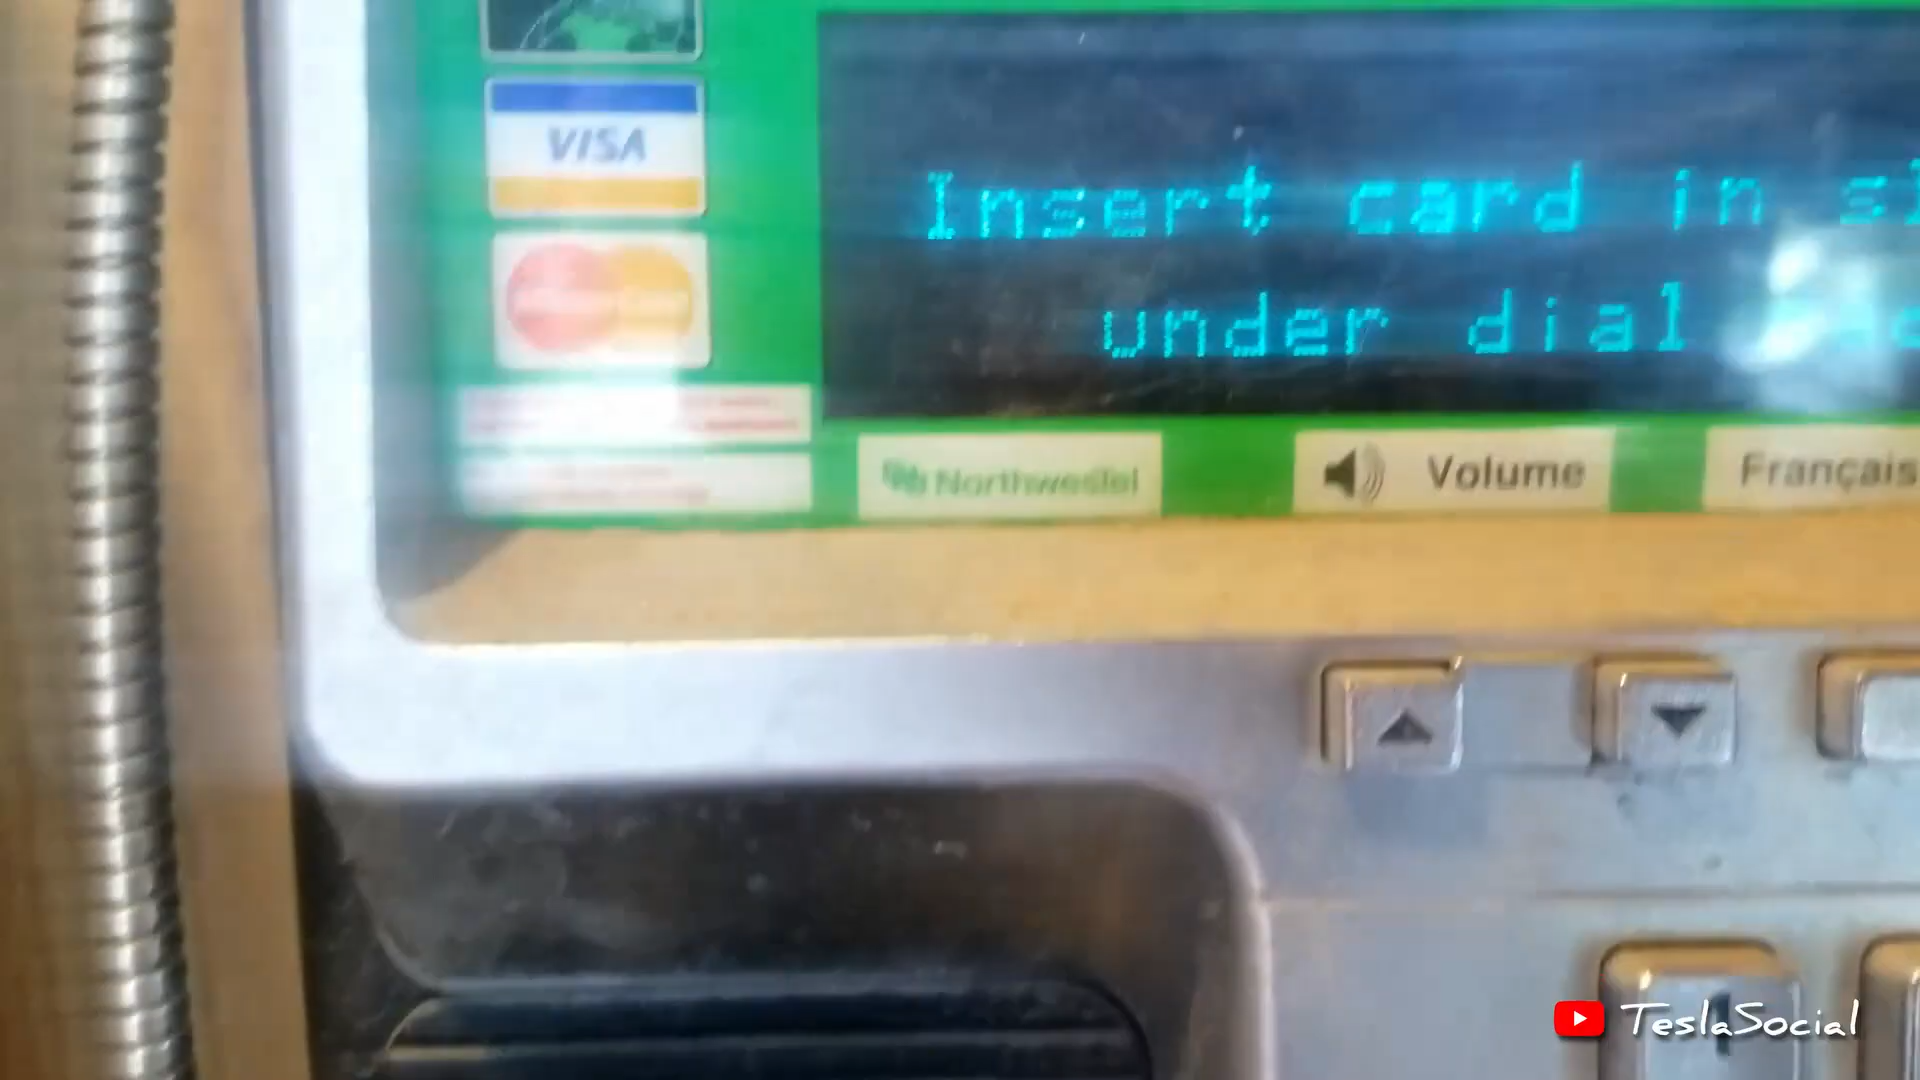 VISA
Insert card in sl
under dial
Northwestel
Volume
Français
TeslaSocial